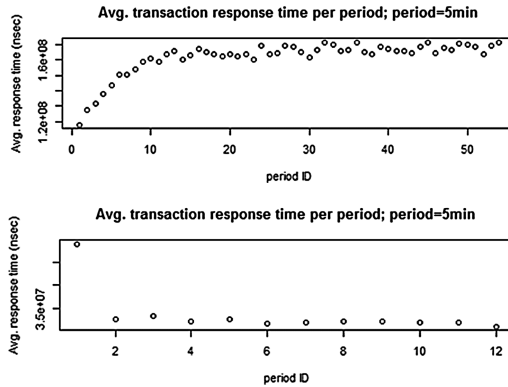 Avg. transaction response time per period; period=5min
Avg. response time (nsec)
1.6e+08
1.2e+08
0 10 20 30 40 50
period ID
Avg. transaction response time per period; period=5min
Avg. response time (nsec)
3.5e+07
2 4 6 8 10 12
period ID